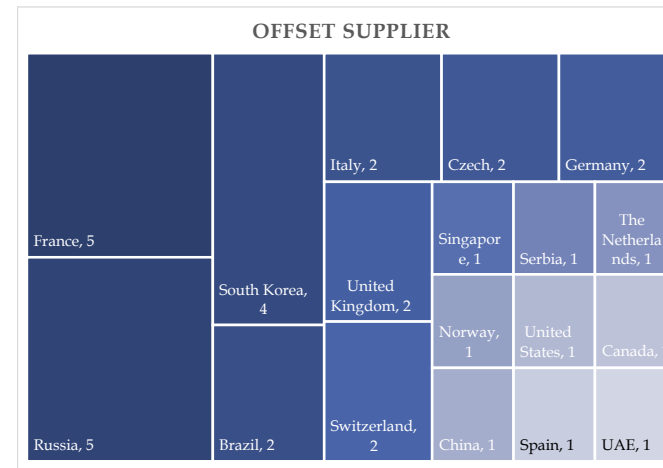 OFFSET SUPPLIER
France, 5
Russia, 5
South Korea,
4
Brazil, 2
Italy, 2
Czech, 2
Germany, 2
United
Kingdom, 2
Switzerland,
2
Singapor
e, 1
Serbia, 1
The
Netherla
nds, 1
Norway,
1
United
States, 1
Canada,
China, 1
Spain, 1
UAE, 1